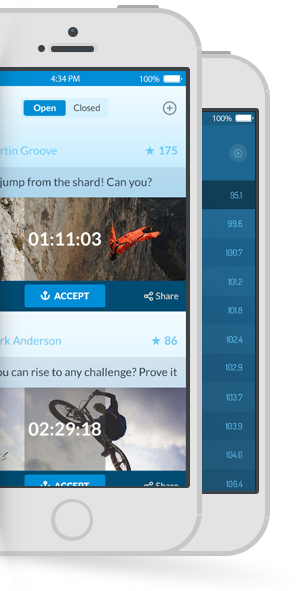 4:34 PM 100%
Open Closed
rtin Groove ★ 175
jump from the shard! Can you?
01:11:03
ACCEPT Share
rk Anderson ★ 86
ou can rise to any challenge? Prove it
02:29:18
ACCEPT Share
100%
95.1
99.6
100.7
101.2
101.8
102.4
102.9
103.7
103.9
104.6
106.4